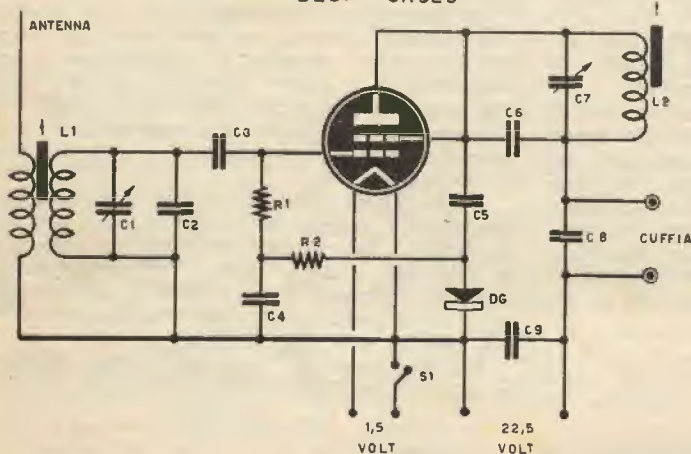 ANTENNA
L1
C1
C2
C3
R1
R2
C4
C5
DG
C6
C7
L2
C8
CUFFIA
C9
S1
1,5
VOLT
22,5
VOLT